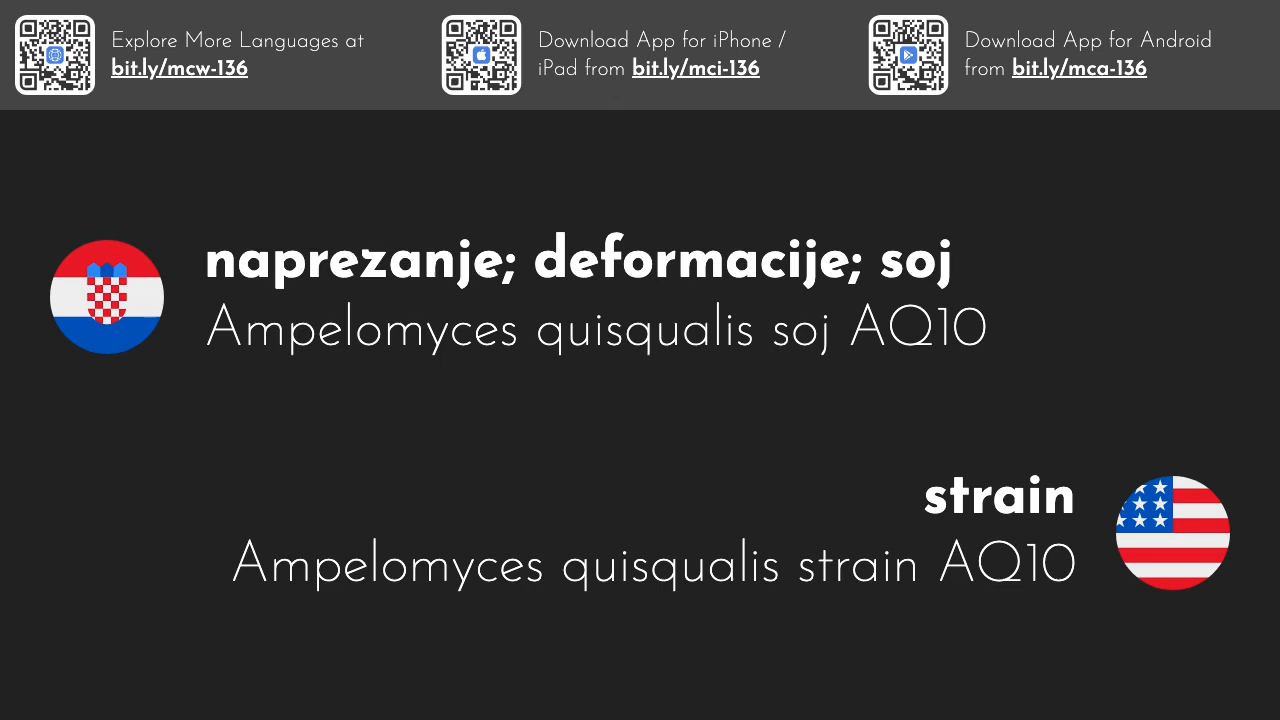 Explore More Languages at
bit.ly/mcw-136
Download App for iPhone /
iPad from bit.ly/mci-136
Download App for Android
from bit.ly/mca-136
naprezanje; deformacije; soj
Ampelomyces quisqualis soj AQ10
strain
Ampelomyces quisqualis strain AQ10